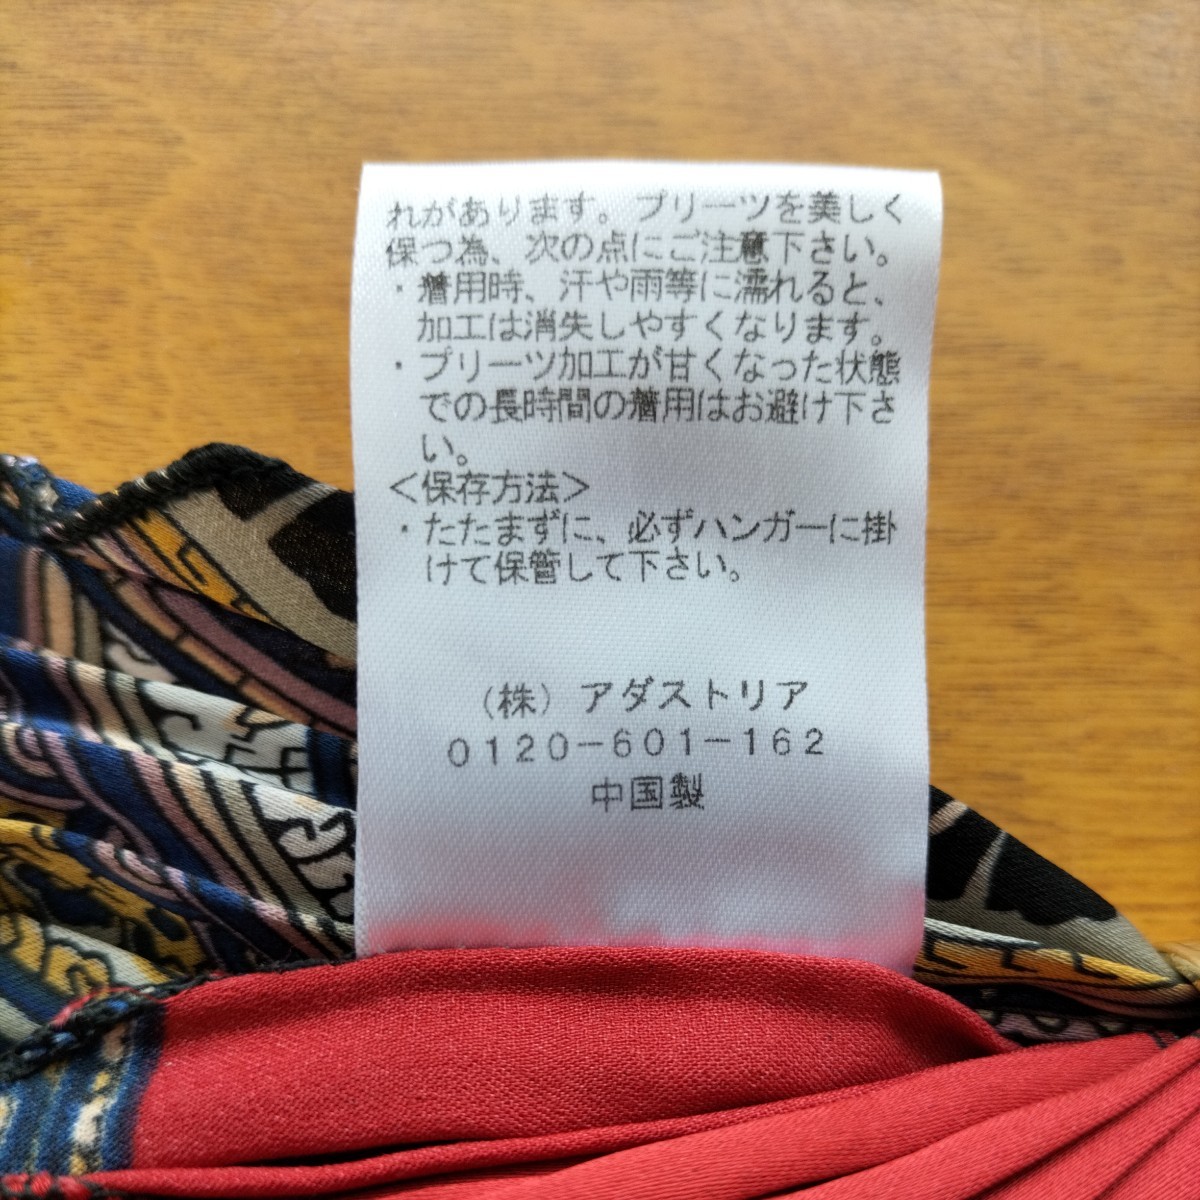 れがあります。プリーツを美しく
保つ為、次の点にご注意下さい。
・着用時、汗や雨等に濡れると、
加工は消失しやすくなります。
・プリーツ加工が甘くなった状態
での長時間の着用はお避け下さ
い。
＜保存方法＞
・たたまずに、必ずハンガーに掛
けて保管して下さい。
（株）アダストリア
0120-601-162
中国製